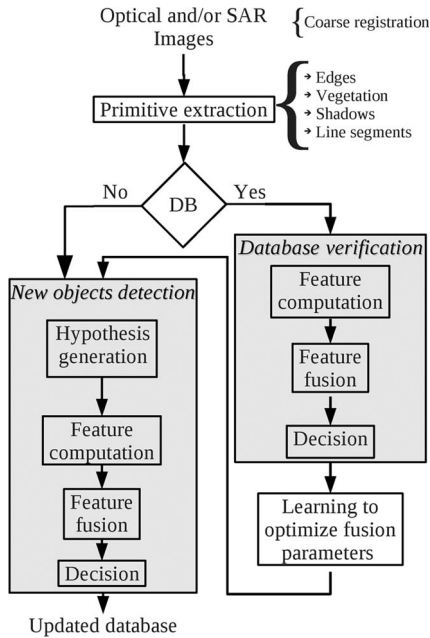 Optical and/or SAR
Images
Coarse registration
Primitive extraction
Edges
Vegetation
Shadows
Line segments
DB
No
Yes
Database verification
Feature
computation
Feature
fusion
Decision
Learning to
optimize fusion
parameters
New objects detection
Hypothesis
generation
Feature
computation
Feature
fusion
Decision
Updated database